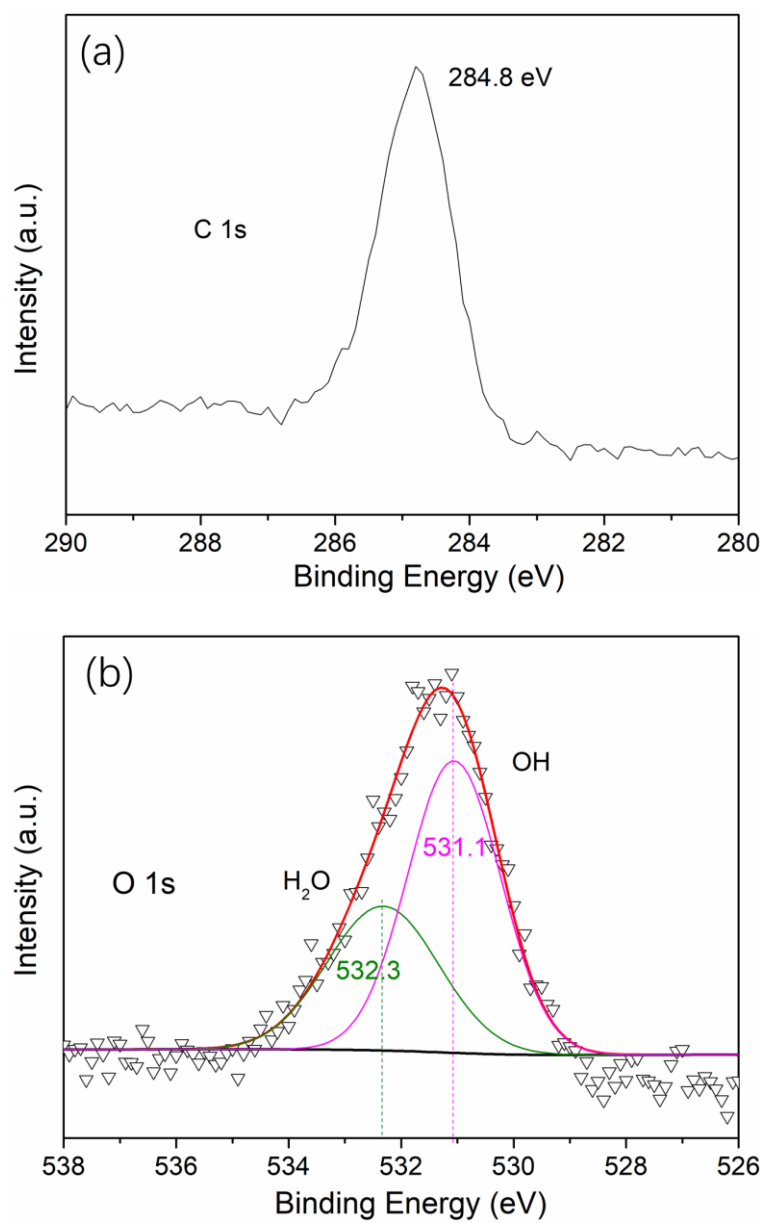 (a)
284.8 eV
C 1s
Intensity (a.u.)
290 288 286 284 282 280
Binding Energy (eV)
(b)
OH
531.1
O 1s
H₂O
532.3
Intensity (a.u.)
538 536 534 532 530 528 526
Binding Energy (eV)